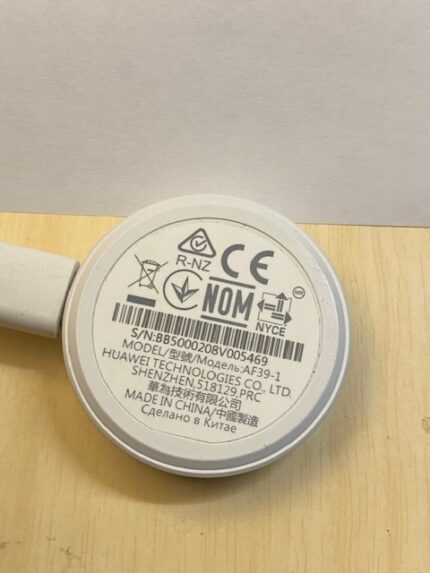 R-NZ
CE
NOM
NYCE
S/N:BB5000208V005469
MODEL/型號/Модель:AF39-1
HUAWEI TECHNOLOGIES CO., LTD.
SHENZHEN,518129,PRC
華為技術有限公司
MADE IN CHINA/中國製造
Сделано в Китае